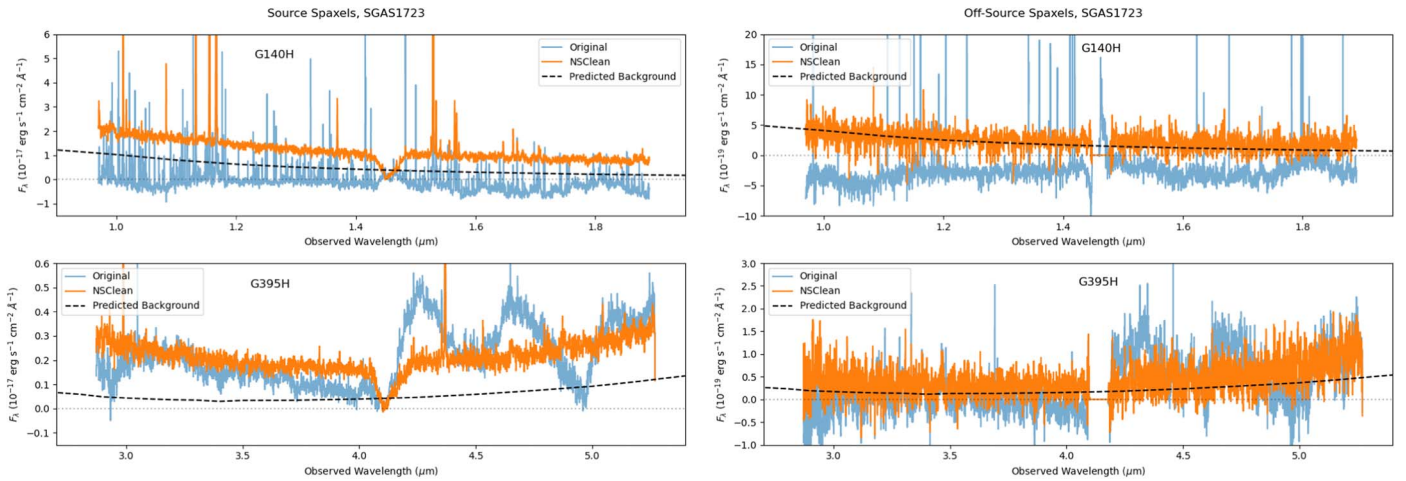 Source Spaxels, SGAS1723
Off-Source Spaxels, SGAS1723
6
5
4
3
2
1
0
−1
F_λ (10⁻¹⁷ erg s⁻¹ cm⁻² Å⁻¹)
G140H
Original
NSClean
Predicted Background
1.0 1.2 1.4 1.6 1.8
Observed Wavelength (μm)
20
15
10
5
0
−5
−10
F_λ (10⁻¹⁹ erg s⁻¹ cm⁻² Å⁻¹)
Original
NSClean
Predicted Background
G140H
1.0 1.2 1.4 1.6 1.8
Observed Wavelength (μm)
0.6
0.5
0.4
0.3
0.2
0.1
0.0
−0.1
F_λ (10⁻¹⁷ erg s⁻¹ cm⁻² Å⁻¹)
Original
NSClean
Predicted Background
G395H
3.0 3.5 4.0 4.5 5.0
Observed Wavelength (μm)
3.0
2.5
2.0
1.5
1.0
0.5
0.0
−0.5
−1.0
F_λ (10⁻¹⁹ erg s⁻¹ cm⁻² Å⁻¹)
Original
NSClean
Predicted Background
G395H
3.0 3.5 4.0 4.5 5.0
Observed Wavelength (μm)